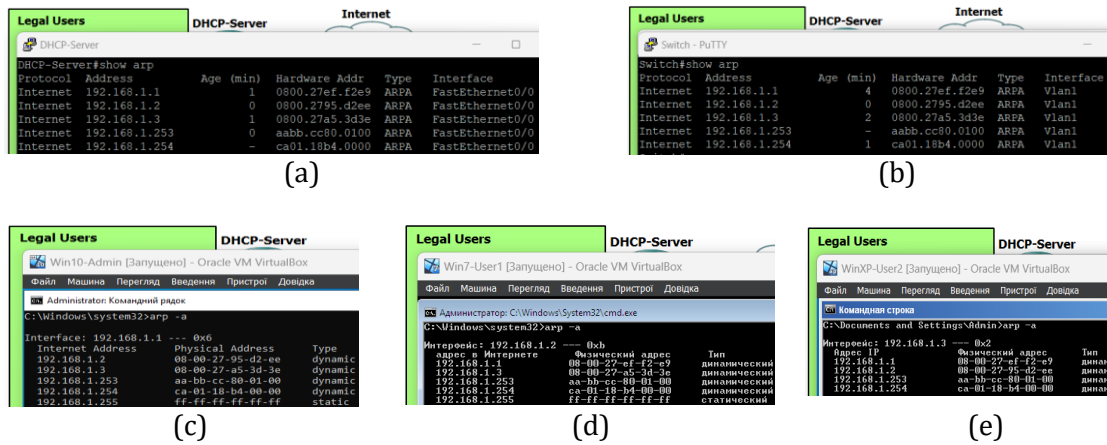 Legal Users DHCP-Server Internet
DHCP-Server
DHCP-Server#show arp
Protocol Address Age (min) Hardware Addr Type Interface
Internet 192.168.1.1 1 0800.27ef.f2e9 ARPA FastEthernet0/0
Internet 192.168.1.2 0 0800.2795.d2ee ARPA FastEthernet0/0
Internet 192.168.1.3 1 0800.27a5.3d3e ARPA FastEthernet0/0
Internet 192.168.1.253 0 aabb.cc80.0100 ARPA FastEthernet0/0
Internet 192.168.1.254 - ca01.18b4.0000 ARPA FastEthernet0/0
(a)
Legal Users DHCP-Server Internet
Switch - PuTTY
Switch#show arp
Protocol Address Age (min) Hardware Addr Type Interface
Internet 192.168.1.1 4 0800.27ef.f2e9 ARPA Vlan1
Internet 192.168.1.2 0 0800.2795.d2ee ARPA Vlan1
Internet 192.168.1.3 2 0800.27a5.3d3e ARPA Vlan1
Internet 192.168.1.253 - aabb.cc80.0100 ARPA Vlan1
Internet 192.168.1.254 1 ca01.18b4.0000 ARPA Vlan1
(b)
Legal Users DHCP-Server
Win10-Admin [Запущено] - Oracle VM VirtualBox
Файл Машина Перегляд Введення Пристрої Довідка
Administrator: Командний рядок
C:\Windows\system32>arp -a
Interface: 192.168.1.1 --- 0x6
Internet Address Physical Address Type
192.168.1.2 08-00-27-95-d2-ee dynamic
192.168.1.3 08-00-27-a5-3d-3e dynamic
192.168.1.253 aa-bb-cc-80-01-00 dynamic
192.168.1.254 ca-01-18-b4-00-00 dynamic
192.168.1.255 ff-ff-ff-ff-ff-ff static
(c)
Legal Users DHCP-Server
Win7-User1 [Запущено] - Oracle VM VirtualBox
Файл Машина Перегляд Введення Пристрої Довідка
Администратор: C:\Windows\System32\cmd.exe
C:\Windows\system32>arp -a
Интерфейс: 192.168.1.2 --- 0xb
адрес в Интернете Физический адрес Тип
192.168.1.1 08-00-27-ef-f2-e9 динамический
192.168.1.3 08-00-27-a5-3d-3e динамический
192.168.1.253 aa-bb-cc-80-01-00 динамический
192.168.1.254 ca-01-18-b4-00-00 динамический
192.168.1.255 ff-ff-ff-ff-ff-ff статический
(d)
Legal Users DHCP-Server
WinXP-User2 [Запущено] - Oracle VM VirtualBox
Файл Машина Перегляд Введення Пристрої Довідка
Командная строка
C:\Documents and Settings\Admin>arp -a
Интерфейс: 192.168.1.3 --- 0x2
Адрес IP Физический адрес Тип
192.168.1.1 08-00-27-ef-f2-e9 динам
192.168.1.2 08-00-27-95-d2-ee динам
192.168.1.253 aa-bb-cc-80-01-00 динам
192.168.1.254 ca-01-18-b4-00-00 динам
(e)